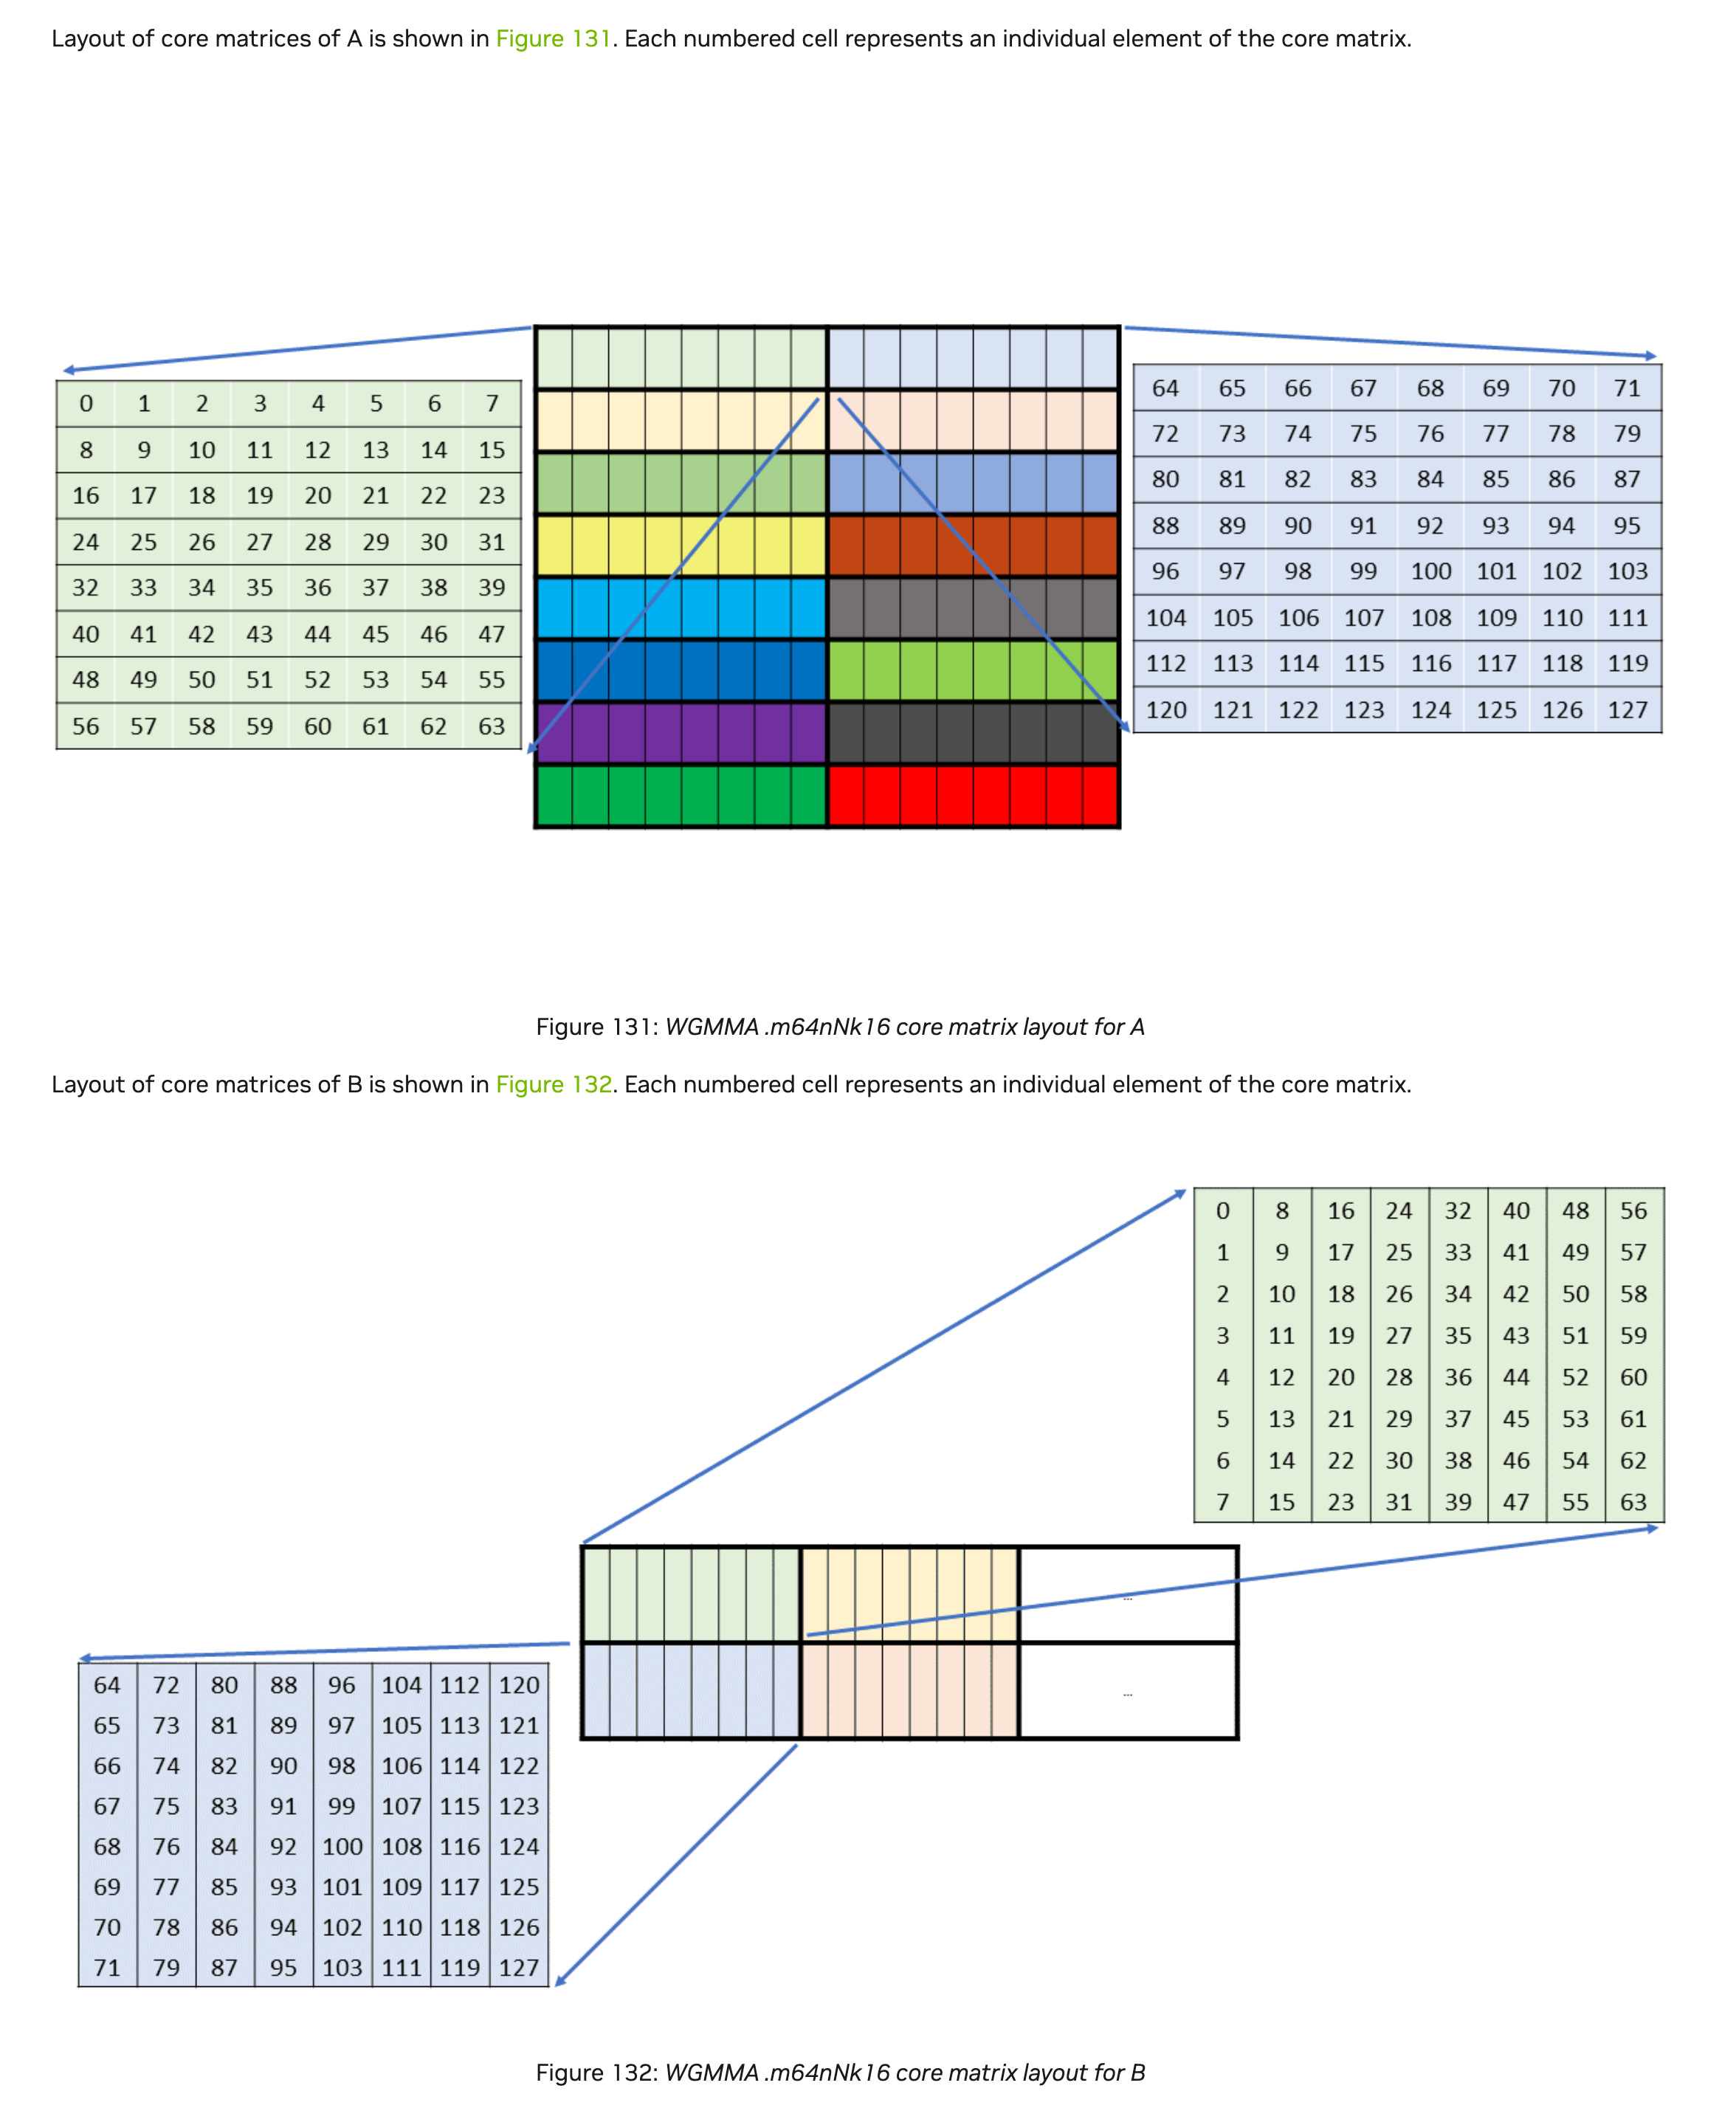 Layout of core matrices of A is shown in Figure 131. Each numbered cell represents an individual element of the core matrix.
0 1 2 3 4 5 6 7
8 9 10 11 12 13 14 15
16 17 18 19 20 21 22 23
24 25 26 27 28 29 30 31
32 33 34 35 36 37 38 39
40 41 42 43 44 45 46 47
48 49 50 51 52 53 54 55
56 57 58 59 60 61 62 63
64 65 66 67 68 69 70 71
72 73 74 75 76 77 78 79
80 81 82 83 84 85 86 87
88 89 90 91 92 93 94 95
96 97 98 99 100 101 102 103
104 105 106 107 108 109 110 111
112 113 114 115 116 117 118 119
120 121 122 123 124 125 126 127
Figure 131: WGMMA .m64nNk16 core matrix layout for A
Layout of core matrices of B is shown in Figure 132. Each numbered cell represents an individual element of the core matrix.
0 8 16 24 32 40 48 56
1 9 17 25 33 41 49 57
2 10 18 26 34 42 50 58
3 11 19 27 35 43 51 59
4 12 20 28 36 44 52 60
5 13 21 29 37 45 53 61
6 14 22 30 38 46 54 62
7 15 23 31 39 47 55 63
...
...
64 72 80 88 96 104 112 120
65 73 81 89 97 105 113 121
66 74 82 90 98 106 114 122
67 75 83 91 99 107 115 123
68 76 84 92 100 108 116 124
69 77 85 93 101 109 117 125
70 78 86 94 102 110 118 126
71 79 87 95 103 111 119 127
Figure 132: WGMMA .m64nNk16 core matrix layout for B